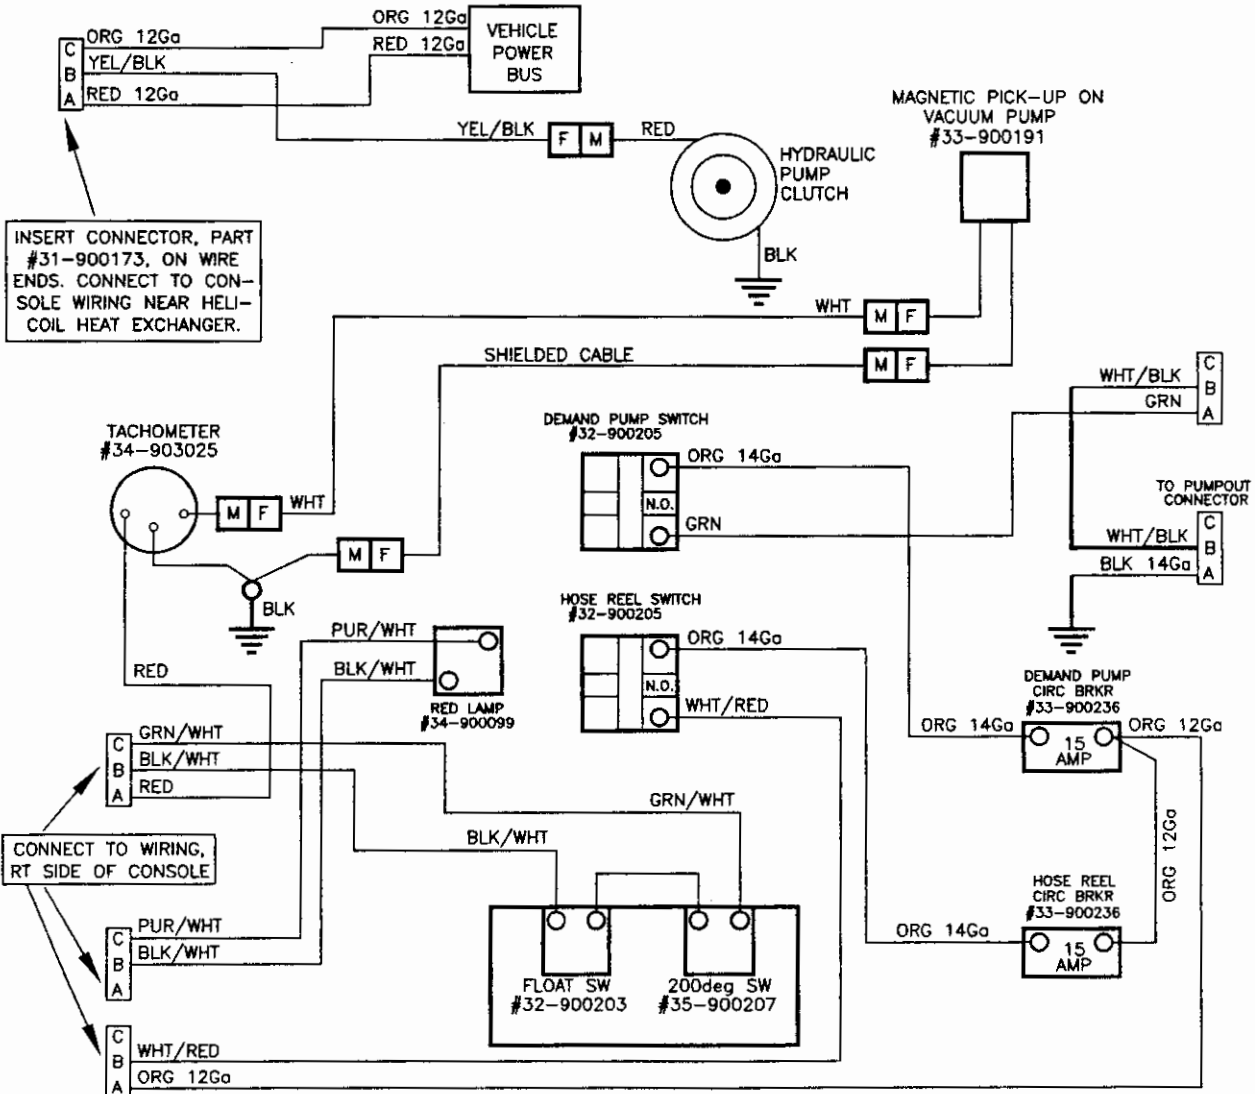 ORG 12Ga
C ORG 12Ga
RED 12Ga
VEHICLE
POWER
BUS
B YEL/BLK
A RED 12Ga
YEL/BLK
F M
RED
HYDRAULIC
PUMP
CLUTCH
BLK
MAGNETIC PICK-UP ON
VACUUM PUMP
#33-900191
INSERT CONNECTOR, PART
#31-900173, ON WIRE
ENDS. CONNECT TO CON-
SOLE WIRING NEAR HELI-
COIL HEAT EXCHANGER.
WHT
M F
SHIELDED CABLE
M F
C
WHT/BLK B
GRN A
TACHOMETER
#34-903025
M F
WHT
M F
BLK
RED
DEMAND PUMP SWITCH
#32-900205
ORG 14Ga
N.O.
GRN
TO PUMPOUT
CONNECTOR
C
WHT/BLK B
BLK 14Ga A
HOSE REEL SWITCH
#32-900205
ORG 14Ga
N.O.
WHT/RED
PUR/WHT
BLK/WHT
RED LAMP
#34-900099
DEMAND PUMP
CIRC BRKR
#33-900236
ORG 14Ga
15
AMP
ORG 12Ga
C GRN/WHT
B BLK/WHT
A RED
GRN/WHT
BLK/WHT
ORG 12Ga
CONNECT TO WIRING,
RT SIDE OF CONSOLE
HOSE REEL
CIRC BRKR
#33-900236
ORG 14Ga
15
AMP
C PUR/WHT
B BLK/WHT
A
FLOAT SW
#32-900203
200deg SW
#35-900207
C
B WHT/RED
A ORG 12Ga